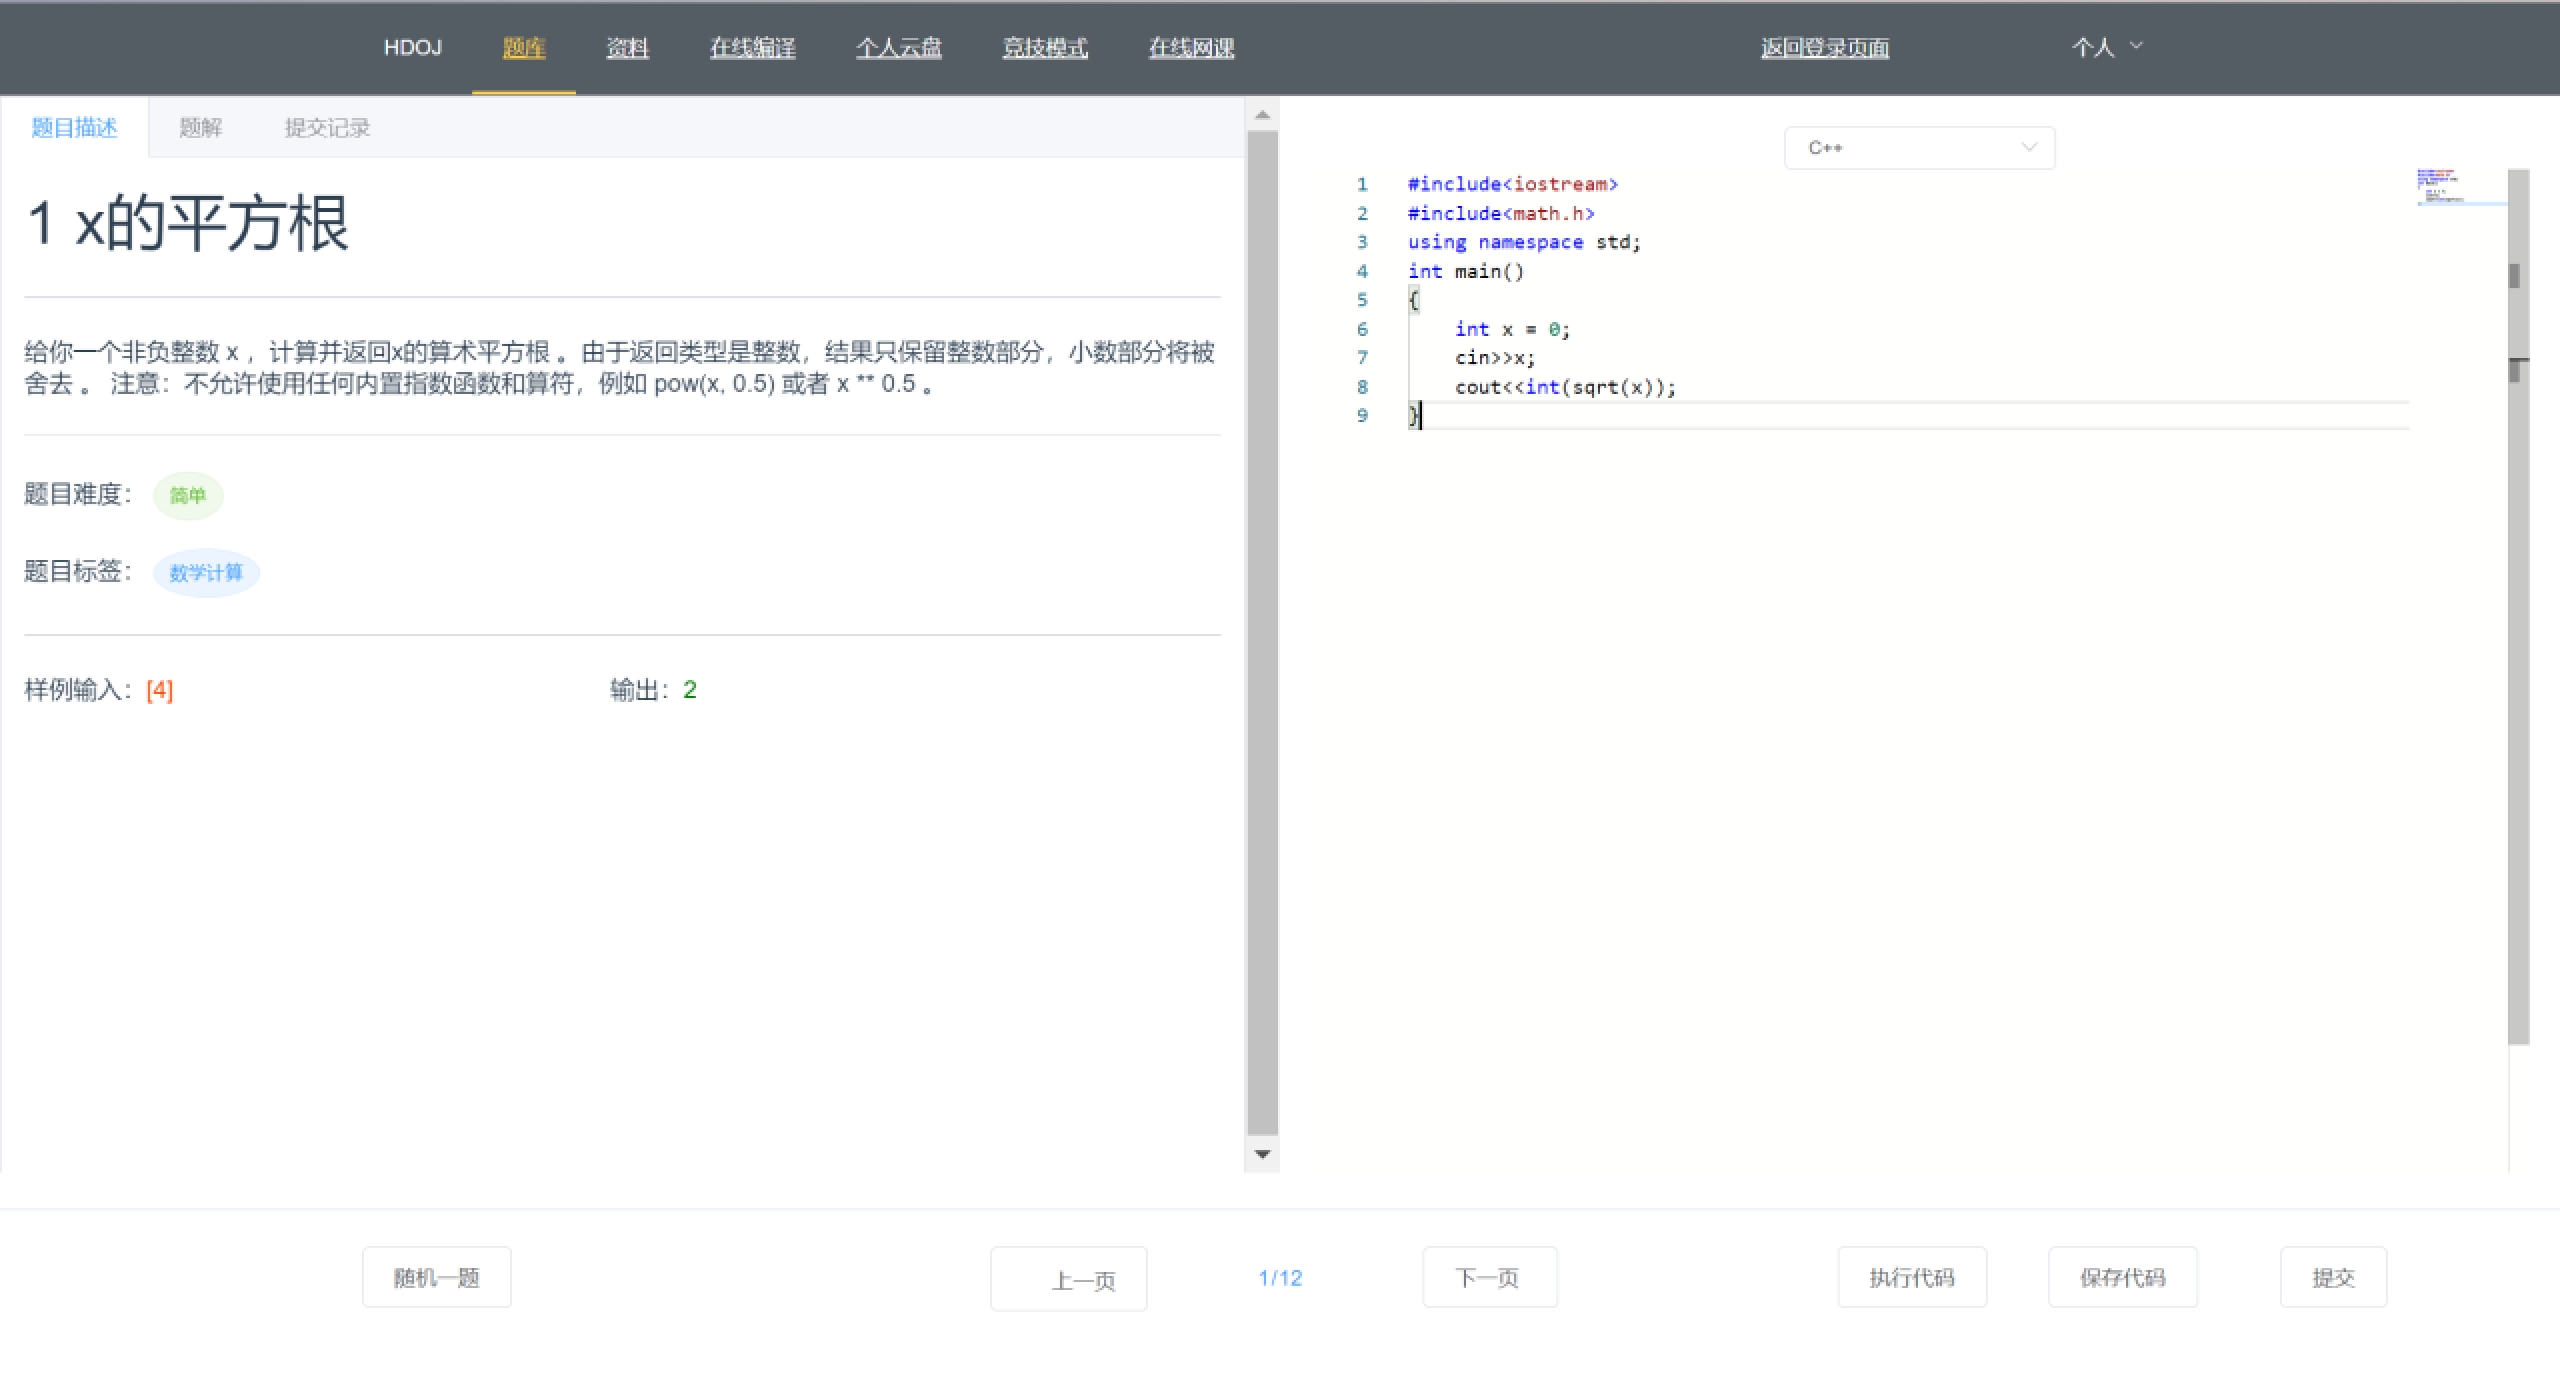 HDOJ 题库 资料 在线编译 个人云盘 竞技模式 在线网课 返回登录页面 个人
题目描述 题解 提交记录
1 x的平方根
给你一个非负整数 x ，计算并返回x的算术平方根 。由于返回类型是整数，结果只保留整数部分，小数部分将被
舍去 。 注意：不允许使用任何内置指数函数和算符，例如 pow(x, 0.5) 或者 x ** 0.5 。
题目难度： 简单
题目标签： 数学计算
样例输入：[4] 输出：2
C++
1 #include<iostream>
2 #include<math.h>
3 using namespace std;
4 int main()
5 {
6     int x = 0;
7     cin>>x;
8     cout<<int(sqrt(x));
9 }
随机一题 上一页 1/12 下一页 执行代码 保存代码 提交